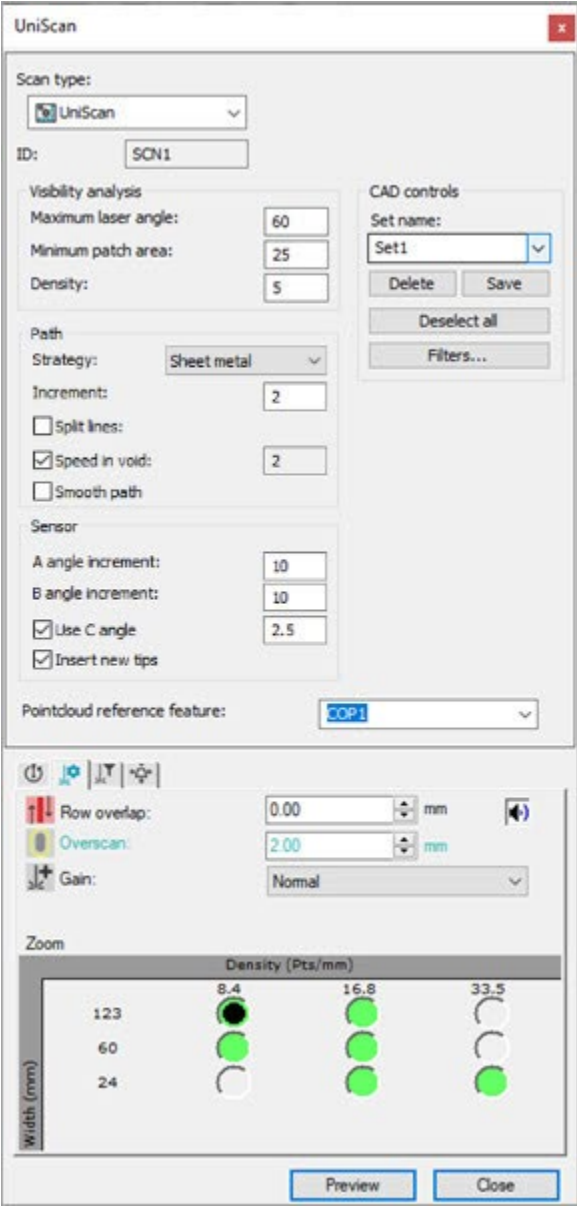 UniScan
x
Scan type:
UniScan
ID: SCN1
Visibility analysis
Maximum laser angle: 60
Minimum patch area: 25
Density: 5
CAD controls
Set name:
Set1
Delete Save
Deselect all
Filters...
Path
Strategy: Sheet metal
Increment: 2
Split lines:
Speed in void: 2
Smooth path
Sensor
A angle increment: 10
B angle increment: 10
Use C angle 2.5
Insert new tips
Pointcloud reference feature: COP1
Row overlap: 0.00 mm
Overscan: 2.00 mm
Gain: Normal
Zoom
Density (Pts/mm)
8.4 16.8 33.5
123
60
24
Width (mm)
Preview Close